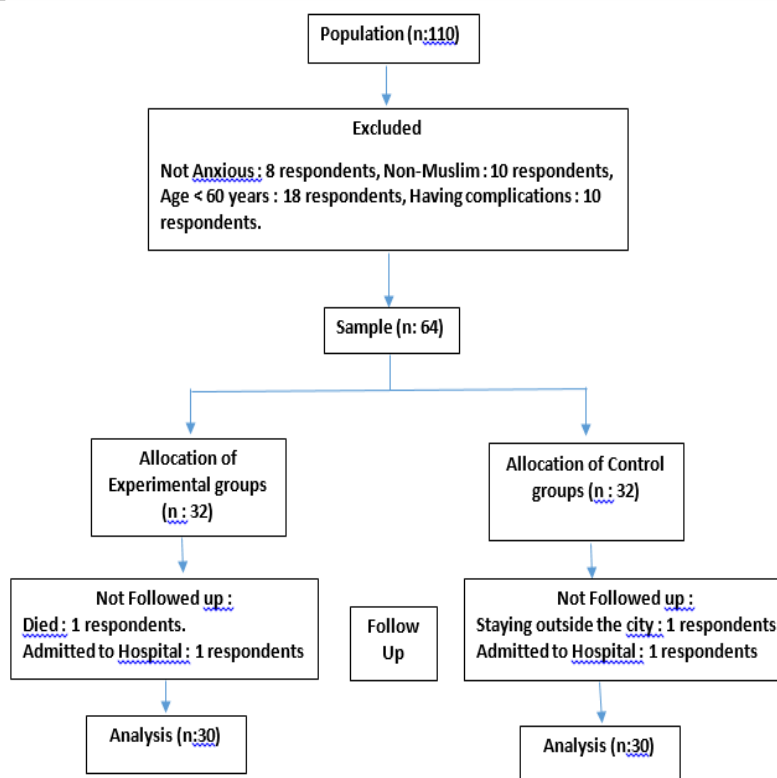 Population (n:110)
Excluded
Not Anxious : 8 respondents, Non-Muslim : 10 respondents,
Age < 60 years : 18 respondents, Having complications : 10
respondents.
Sample (n: 64)
Allocation of
Experimental groups
(n : 32)
Allocation of Control
groups (n : 32)
Not Followed up :
Died : 1 respondents.
Admitted to Hospital : 1 respondents
Follow
Up
Not Followed up :
Staying outside the city : 1 respondents
Admitted to Hospital : 1 respondents
Analysis (n:30)
Analysis (n:30)